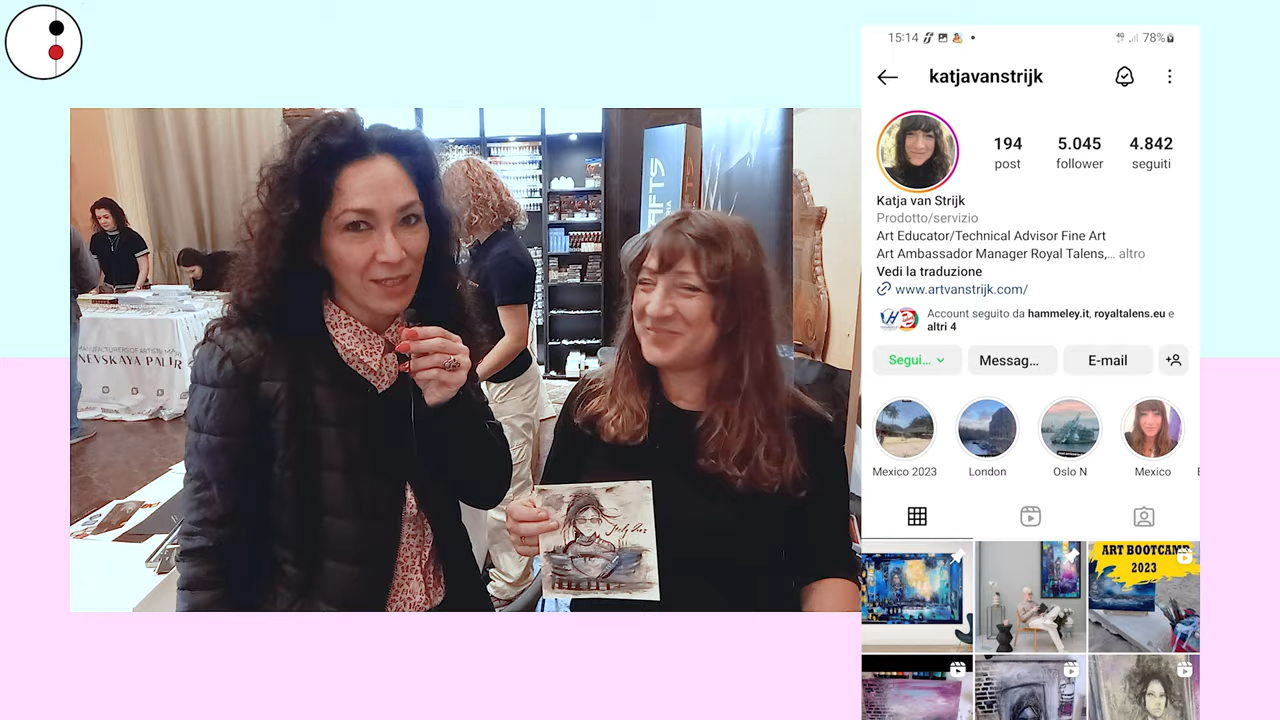 15:14
4G
78%
katjavanstrijk
194
5.045
4.842
post
follower
seguiti
Katja van Strijk
Prodotto/servizio
Art Educator/Technical Advisor Fine Art
Art Ambassador Manager Royal Talens,... altro
Vedi la traduzione
www.artvanstrijk.com/
Account seguito da hammeley.it, royaltalens.eu e
altri 4
Segui...
Messag...
E-mail
Mexico 2023
London
Oslo N
Mexico
ART BOOTCAMP
2023
NEVSKAYA PALITR